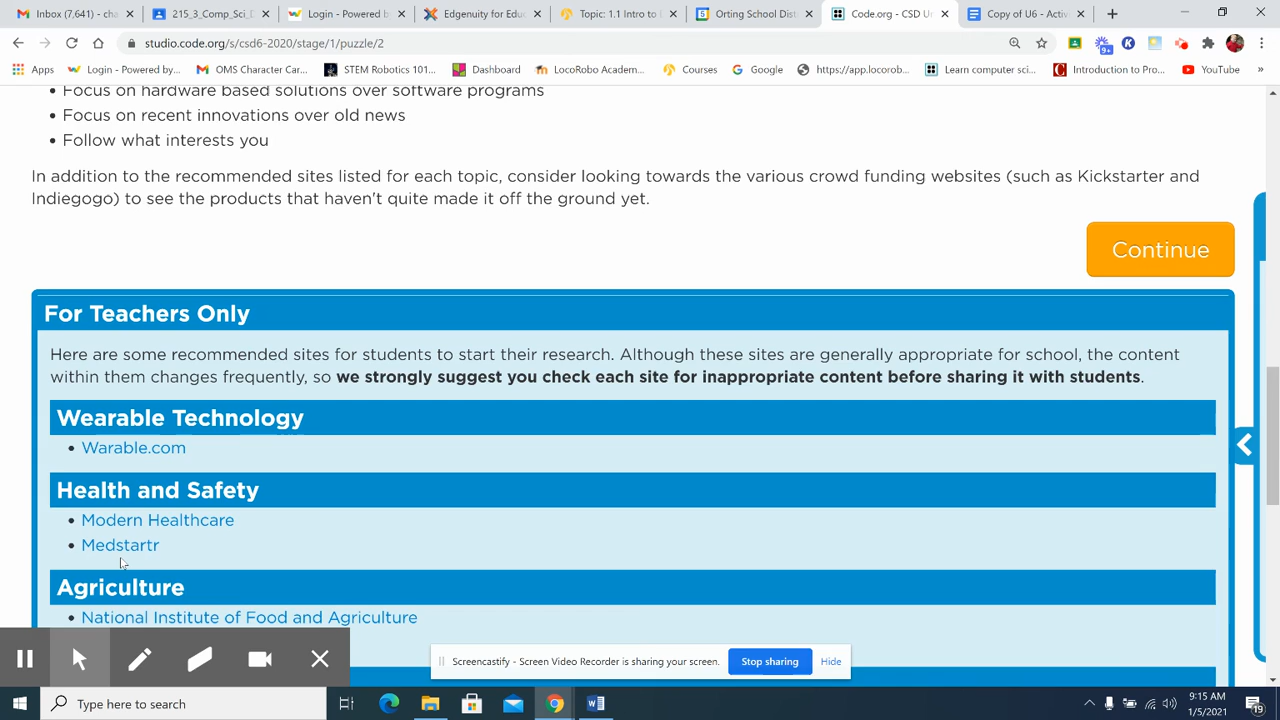 Inbox (7,641) - cha
215_3_Comp_Sci_D
Login - Powered by
Edgenuity for Educ
Topic: 1.1 Intro to L
Orting School Dist
Code.org - CSD Un
Copy of U6 - Activ
studio.code.org/s/csd6-2020/stage/1/puzzle/2
9+
Apps
Login - Powered by...
OMS Character Car...
STEM Robotics 101...
Dashboard
LocoRobo Academ...
Courses
Google
https://app.locorob...
Learn computer sci...
Introduction to Pro...
YouTube
»
• Focus on hardware based solutions over software programs
• Focus on recent innovations over old news
• Follow what interests you
In addition to the recommended sites listed for each topic, consider looking towards the various crowd funding websites (such as Kickstarter and
Indiegogo) to see the products that haven't quite made it off the ground yet.
Continue
For Teachers Only
Here are some recommended sites for students to start their research. Although these sites are generally appropriate for school, the content
within them changes frequently, so we strongly suggest you check each site for inappropriate content before sharing it with students.
Wearable Technology
• Warable.com
Health and Safety
• Modern Healthcare
• Medstartr
Agriculture
• National Institute of Food and Agriculture
Screencastify - Screen Video Recorder is sharing your screen.
Stop sharing
Hide
Type here to search
9:15 AM
1/5/2021
19